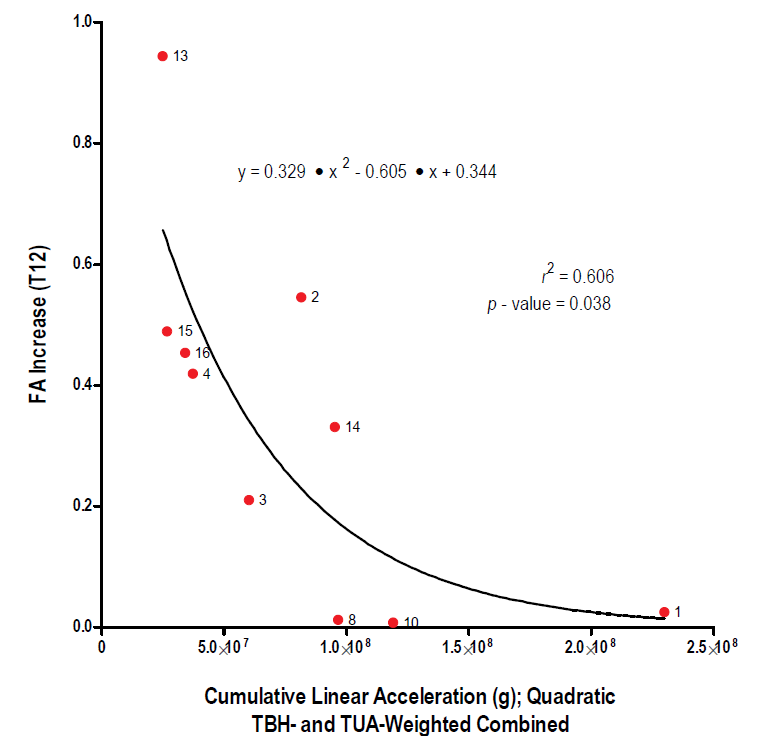 1.0
13
0.8
y = 0.329 • x 2 - 0.605 • x + 0.344
0.6
r2 = 0.606
p - value = 0.038
2
15
16
4
0.4
14
3
0.2
8
10
1
0.0
0 5.0×10 7 1.0×10 8 1.5×10 8 2.0×10 8 2.5×10 8
FA Increase (T12)
Cumulative Linear Acceleration (g); Quadratic
TBH- and TUA-Weighted Combined